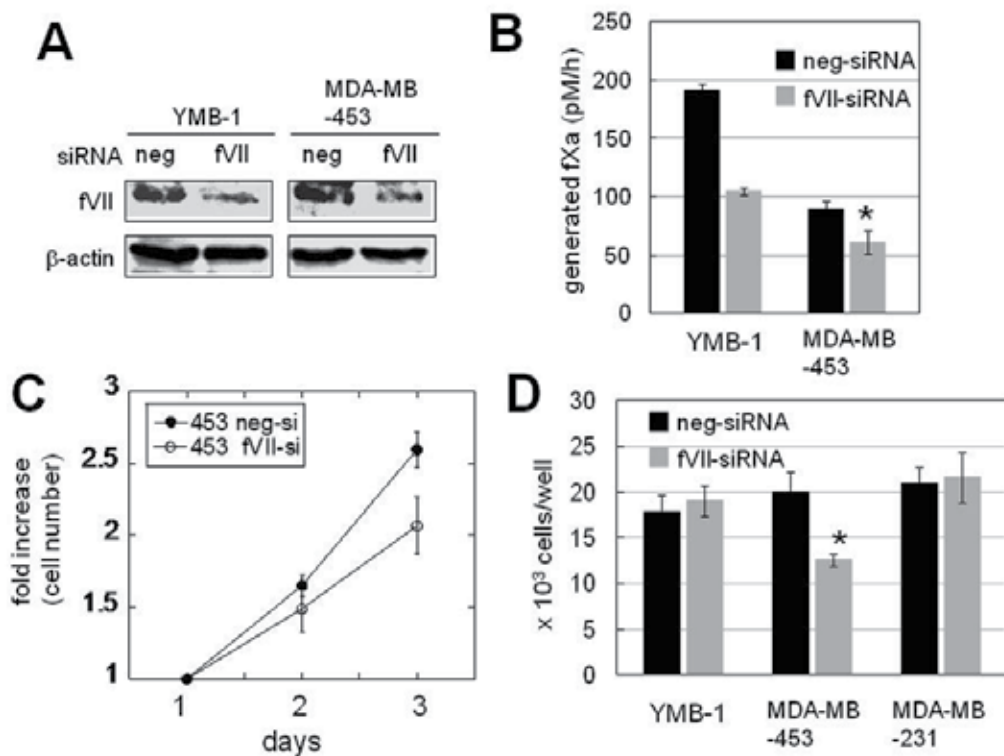 A
YMB-1
MDA-MB
-453
siRNA neg fVII neg fVII
fVII
β-actin
B
generated fXa (pM/h)
250
200
150
100
50
0
neg-siRNA
fVII-siRNA
*
YMB-1
MDA-MB
-453
C
fold increase
(cell number)
3
2.5
2
1.5
1
453 neg-si
453 fVII-si
1 2 3
days
D
x 10³ cells/well
30
25
20
15
10
5
0
neg-siRNA
fVII-siRNA
*
YMB-1
MDA-MB
-453
MDA-MB
-231